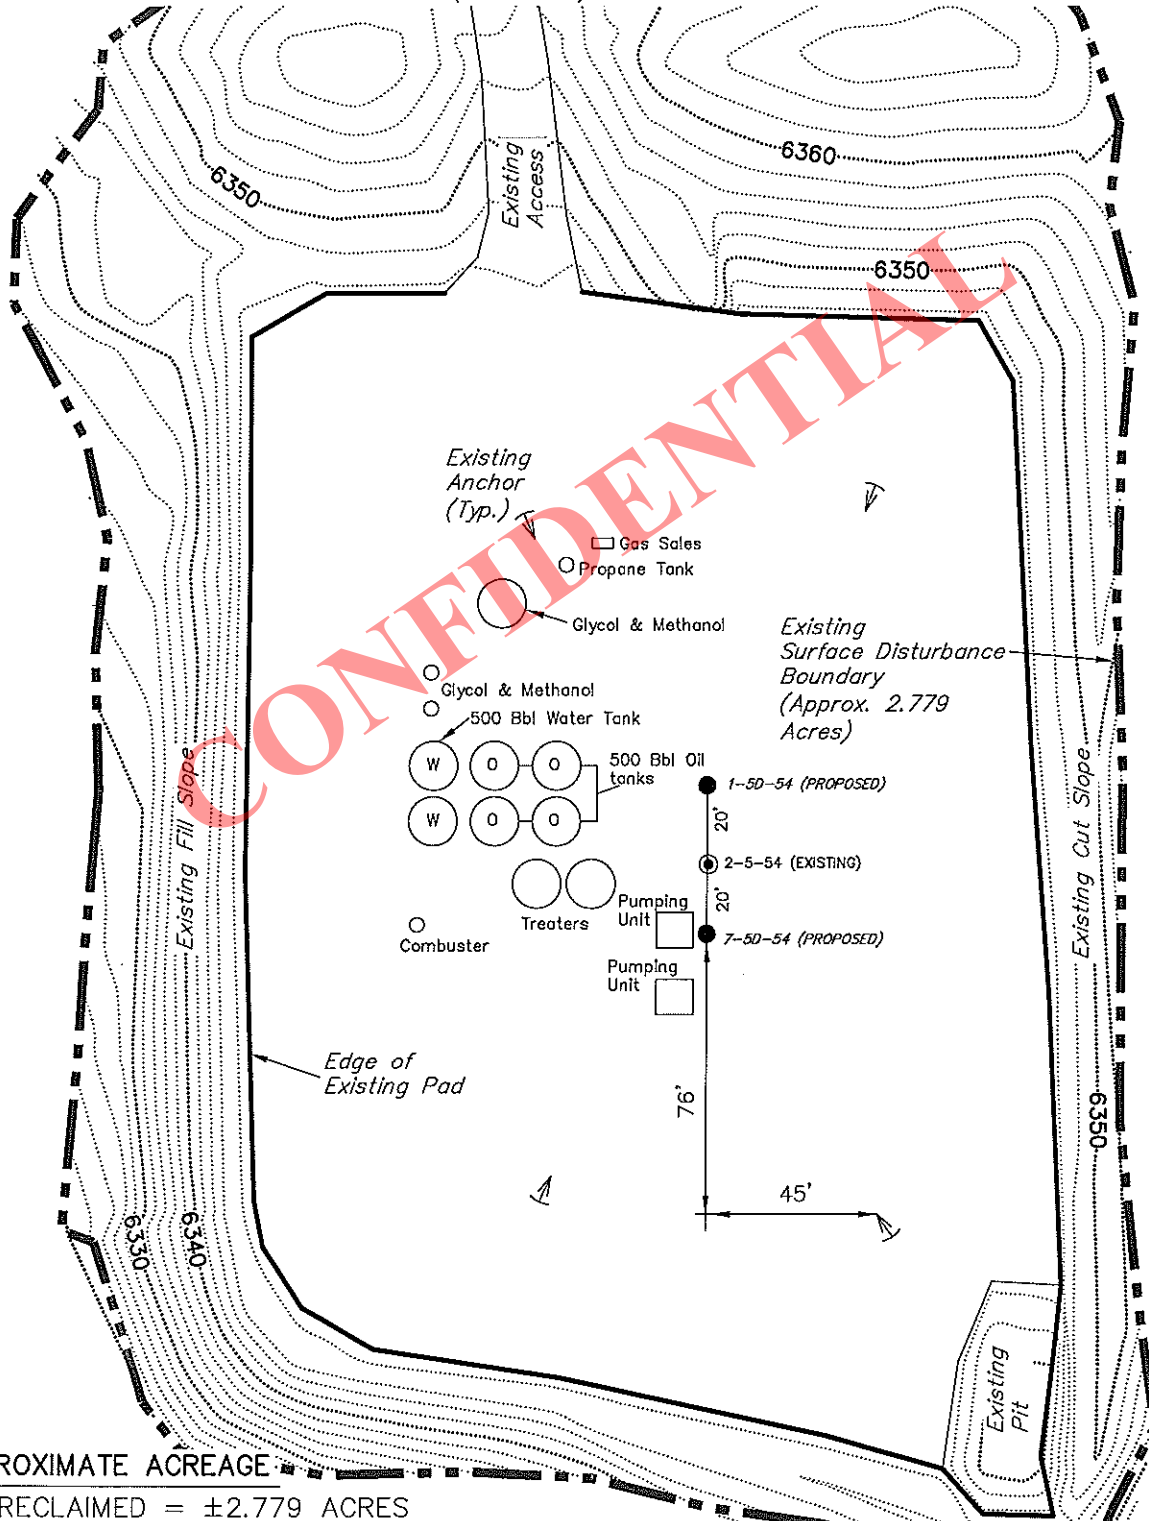 6350
Existing
Access
6360
6350
CONFIDENTIAL
Existing
Anchor
(Typ.)
Gas Sales
Propane Tank
Glycol & Methanol
Existing
Surface Disturbance
Boundary
(Approx. 2.779
Acres)
Glycol & Methanol
500 Bbl Water Tank
W
O
O
500 Bbl Oil
tanks
W
O
O
1-5D-54 (PROPOSED)
20'
2-5-54 (EXISTING)
20'
7-5D-54 (PROPOSED)
Existing Fill Slope
Existing Cut Slope
Treaters
Pumping
Unit
Combuster
Pumping
Unit
Edge of
Existing Pad
76'
45'
6350
6330
6340
Existing
Pit
ROXIMATE ACREAGE
RECLAIMED = ±2.779 ACRES